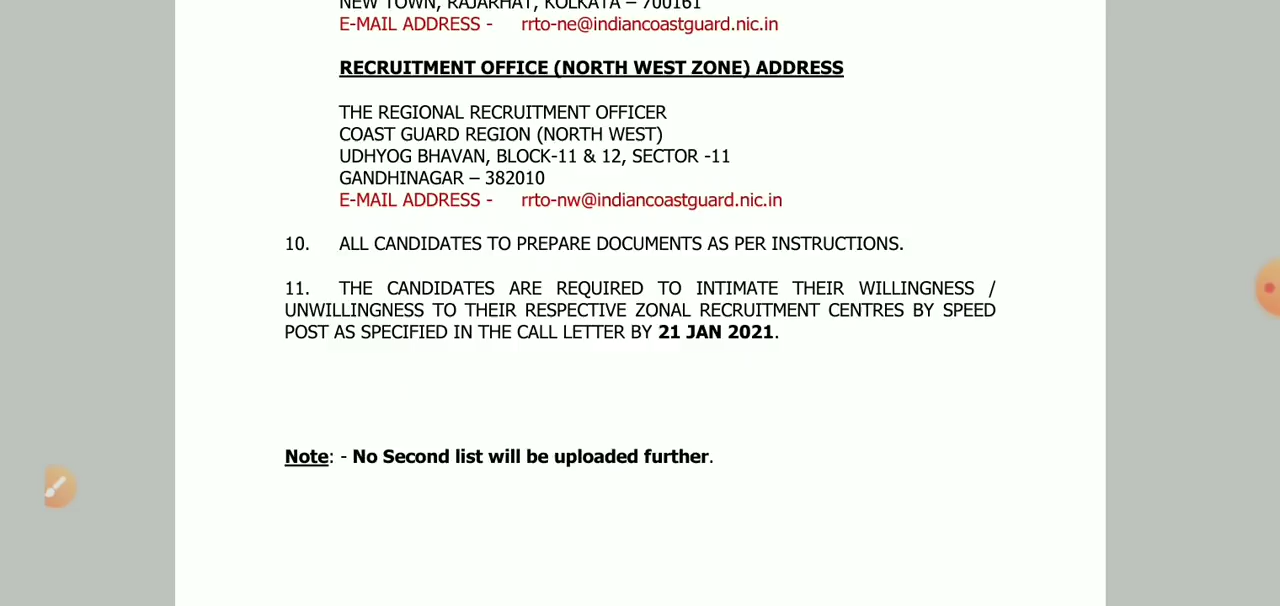 NEW TOWN, RAJARHAT, KOLKATA – 700161
E-MAIL ADDRESS - rrto-ne@indiancoastguard.nic.in
RECRUITMENT OFFICE (NORTH WEST ZONE) ADDRESS
THE REGIONAL RECRUITMENT OFFICER
COAST GUARD REGION (NORTH WEST)
UDHYOG BHAVAN, BLOCK-11 & 12, SECTOR -11
GANDHINAGAR – 382010
E-MAIL ADDRESS - rrto-nw@indiancoastguard.nic.in
10. ALL CANDIDATES TO PREPARE DOCUMENTS AS PER INSTRUCTIONS.
11. THE CANDIDATES ARE REQUIRED TO INTIMATE THEIR WILLINGNESS /
UNWILLINGNESS TO THEIR RESPECTIVE ZONAL RECRUITMENT CENTRES BY SPEED
POST AS SPECIFIED IN THE CALL LETTER BY 21 JAN 2021.
Note: - No Second list will be uploaded further.